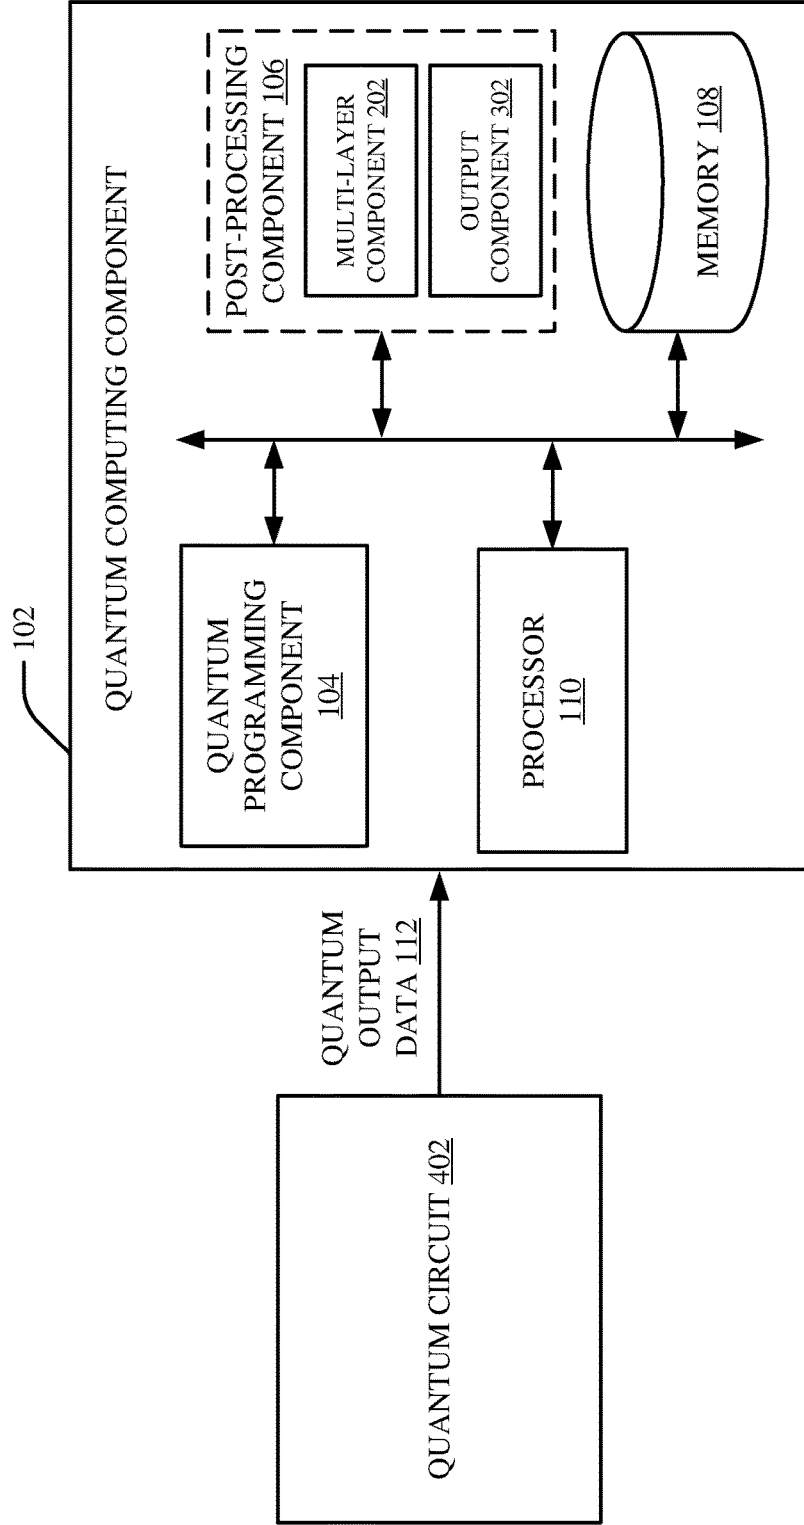 102
QUANTUM COMPUTING COMPONENT
QUANTUM
PROGRAMMING
COMPONENT
104
POST-PROCESSING
COMPONENT 106
MULTI-LAYER
COMPONENT 202
OUTPUT
COMPONENT 302
PROCESSOR
110
MEMORY 108
QUANTUM
OUTPUT
DATA 112
QUANTUM CIRCUIT 402